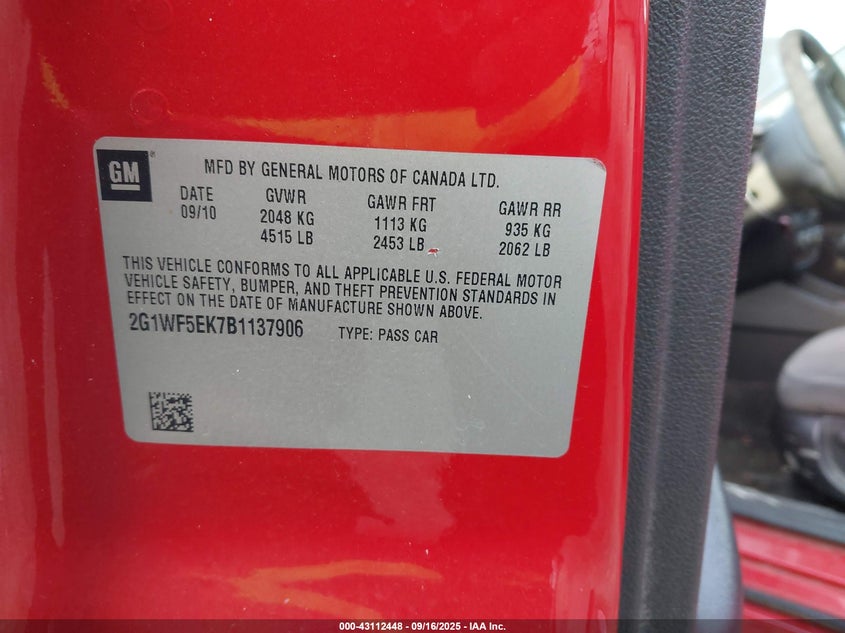 GM®
MFD BY GENERAL MOTORS OF CANADA LTD.
DATE GVWR GAWR FRT GAWR RR
09/10 2048 KG 1113 KG 935 KG
4515 LB 2453 LB 2062 LB
THIS VEHICLE CONFORMS TO ALL APPLICABLE U.S. FEDERAL MOTOR
VEHICLE SAFETY, BUMPER, AND THEFT PREVENTION STANDARDS IN
EFFECT ON THE DATE OF MANUFACTURE SHOWN ABOVE.
2G1WF5EK7B1137906 TYPE: PASS CAR
000-43112448 - 09/16/2025 - IAA Inc.